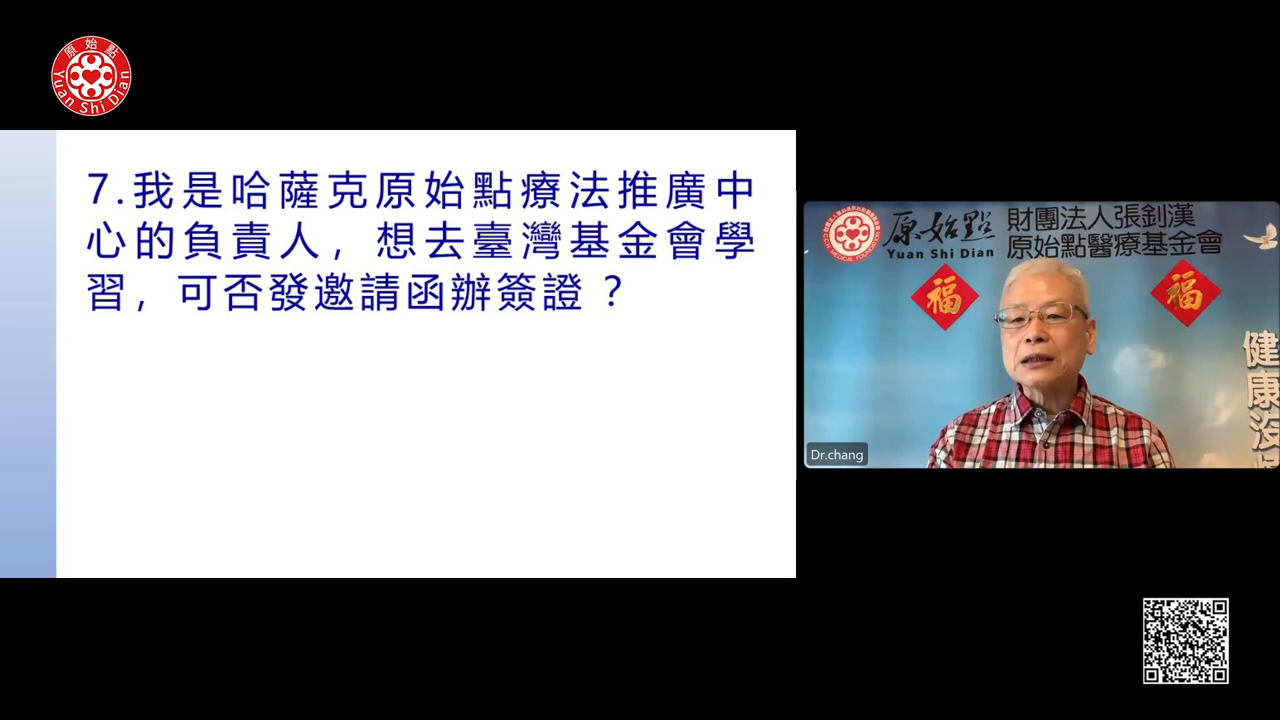 原始點
Yuan Shi Dian
7.我是哈薩克原始點療法推廣中
心的負責人，想去臺灣基金會學
習，可否發邀請函辦簽證？
原始點
Yuan Shi Dian
財團法人張釗漢
原始點醫療基金會
福
福
健康沒
Dr.chang